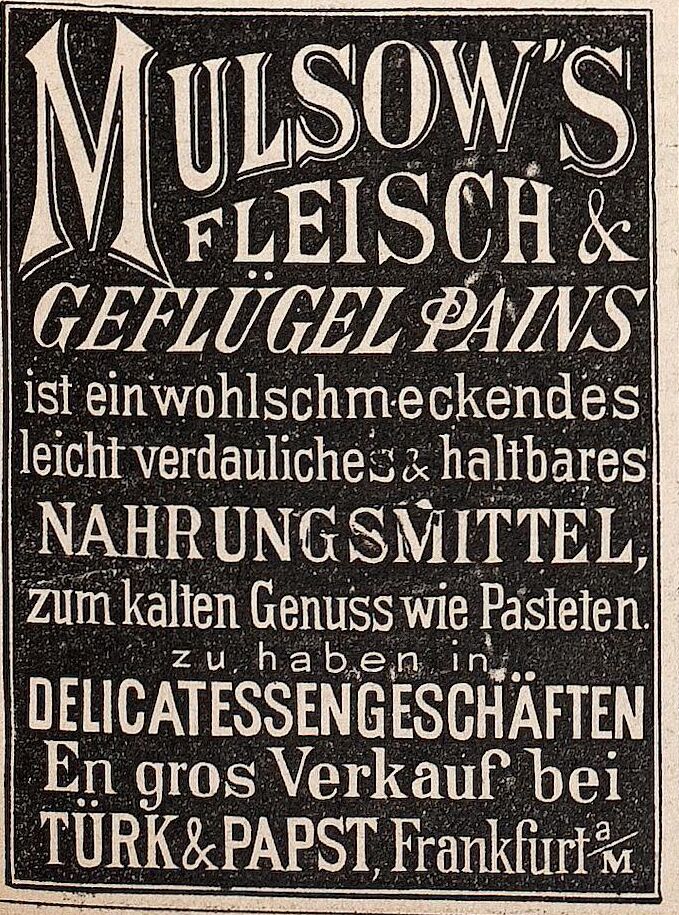 MULSOW'S
FLEISCH &
GEFLÜGEL PAINS
ist ein wohlschmeckendes
leicht verdauliches & haltbares
NAHRUNGSMITTEL,
zum kalten Genuss wie Pasteten.
zu haben in
DELICATESSENGESCHÄFTEN
En gros Verkauf bei
TÜRK & PAPST, Frankfurt a/M